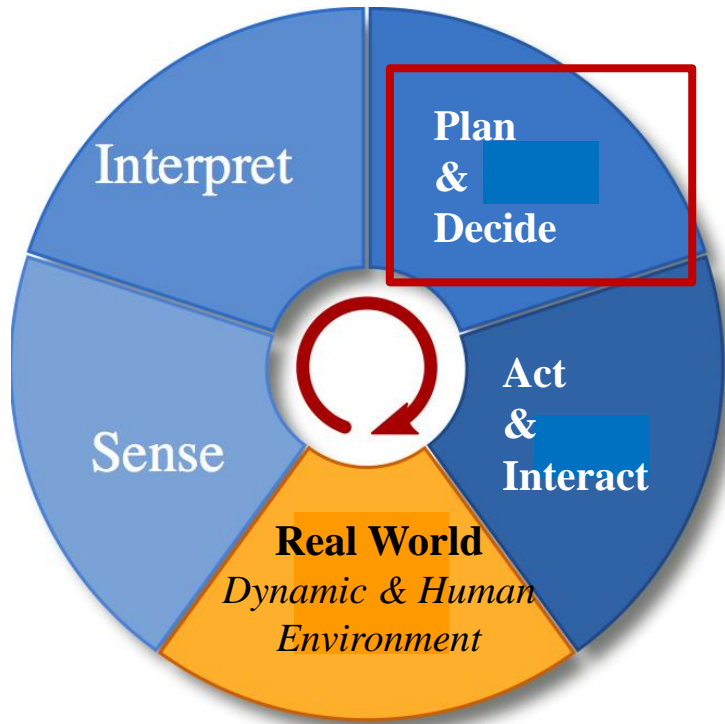 Interpret
Plan
&
Decide
Sense
Act
&
Interact
Real World
Dynamic & Human
Environment